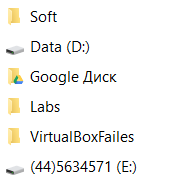 Soft
Data (D:)
Google Диск
Labs
VirtualBoxFailes
(44)5634571 (E:)